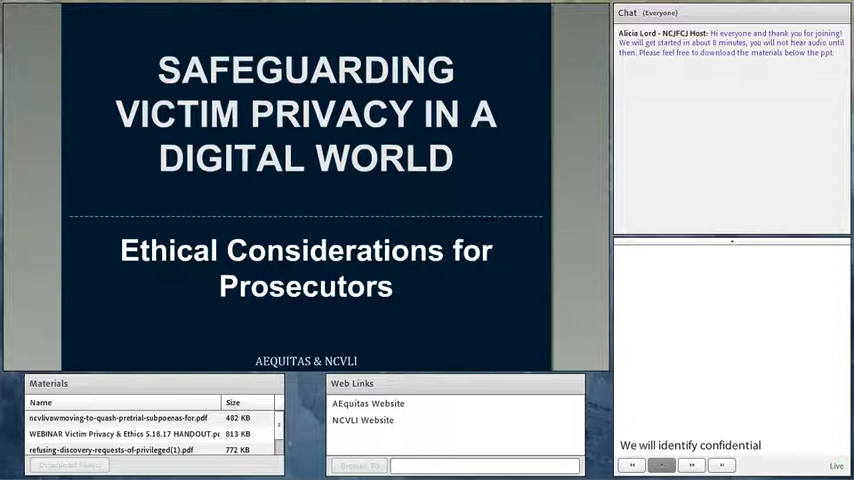 SAFEGUARDING
VICTIM PRIVACY IN A
DIGITAL WORLD
Ethical Considerations for
Prosecutors
AEQUITAS & NCVLI
Chat (Everyone)
Alicia Lord - NCJFCJ Host: Hi everyone and thank you for joining!
We will get started in about 8 minutes, you will not hear audio until
then. Please feel free to download the materials below the ppt.
Materials
Name Size
ncvlivawmoving-to-quash-pretrial-subpoenas-for.pdf 482 KB
WEBINAR Victim Privacy & Ethics 5.18.17 HANDOUT.pc 813 KB
refusing-discovery-requests-of-privileged(1).pdf 772 KB
Download File(s)
Web Links
AEquitas Website
NCVLI Website
Browse To
We will identify confidential
Live